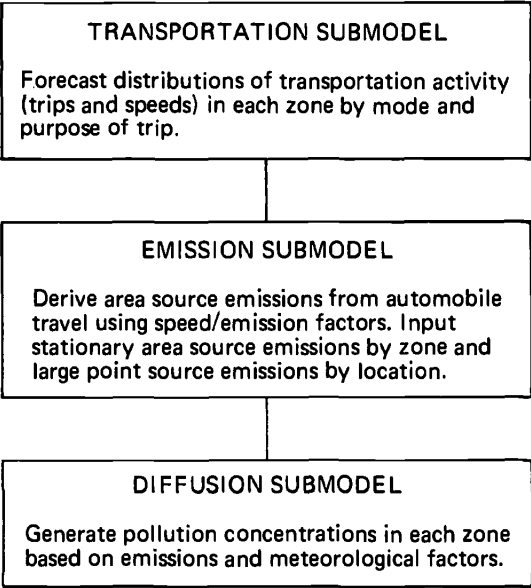 TRANSPORTATION SUBMODEL
Forecast distributions of transportation activity
(trips and speeds) in each zone by mode and
purpose of trip.
EMISSION SUBMODEL
Derive area source emissions from automobile
travel using speed/emission factors. Input
stationary area source emissions by zone and
large point source emissions by location.
DIFFUSION SUBMODEL
Generate pollution concentrations in each zone
based on emissions and meteorological factors.